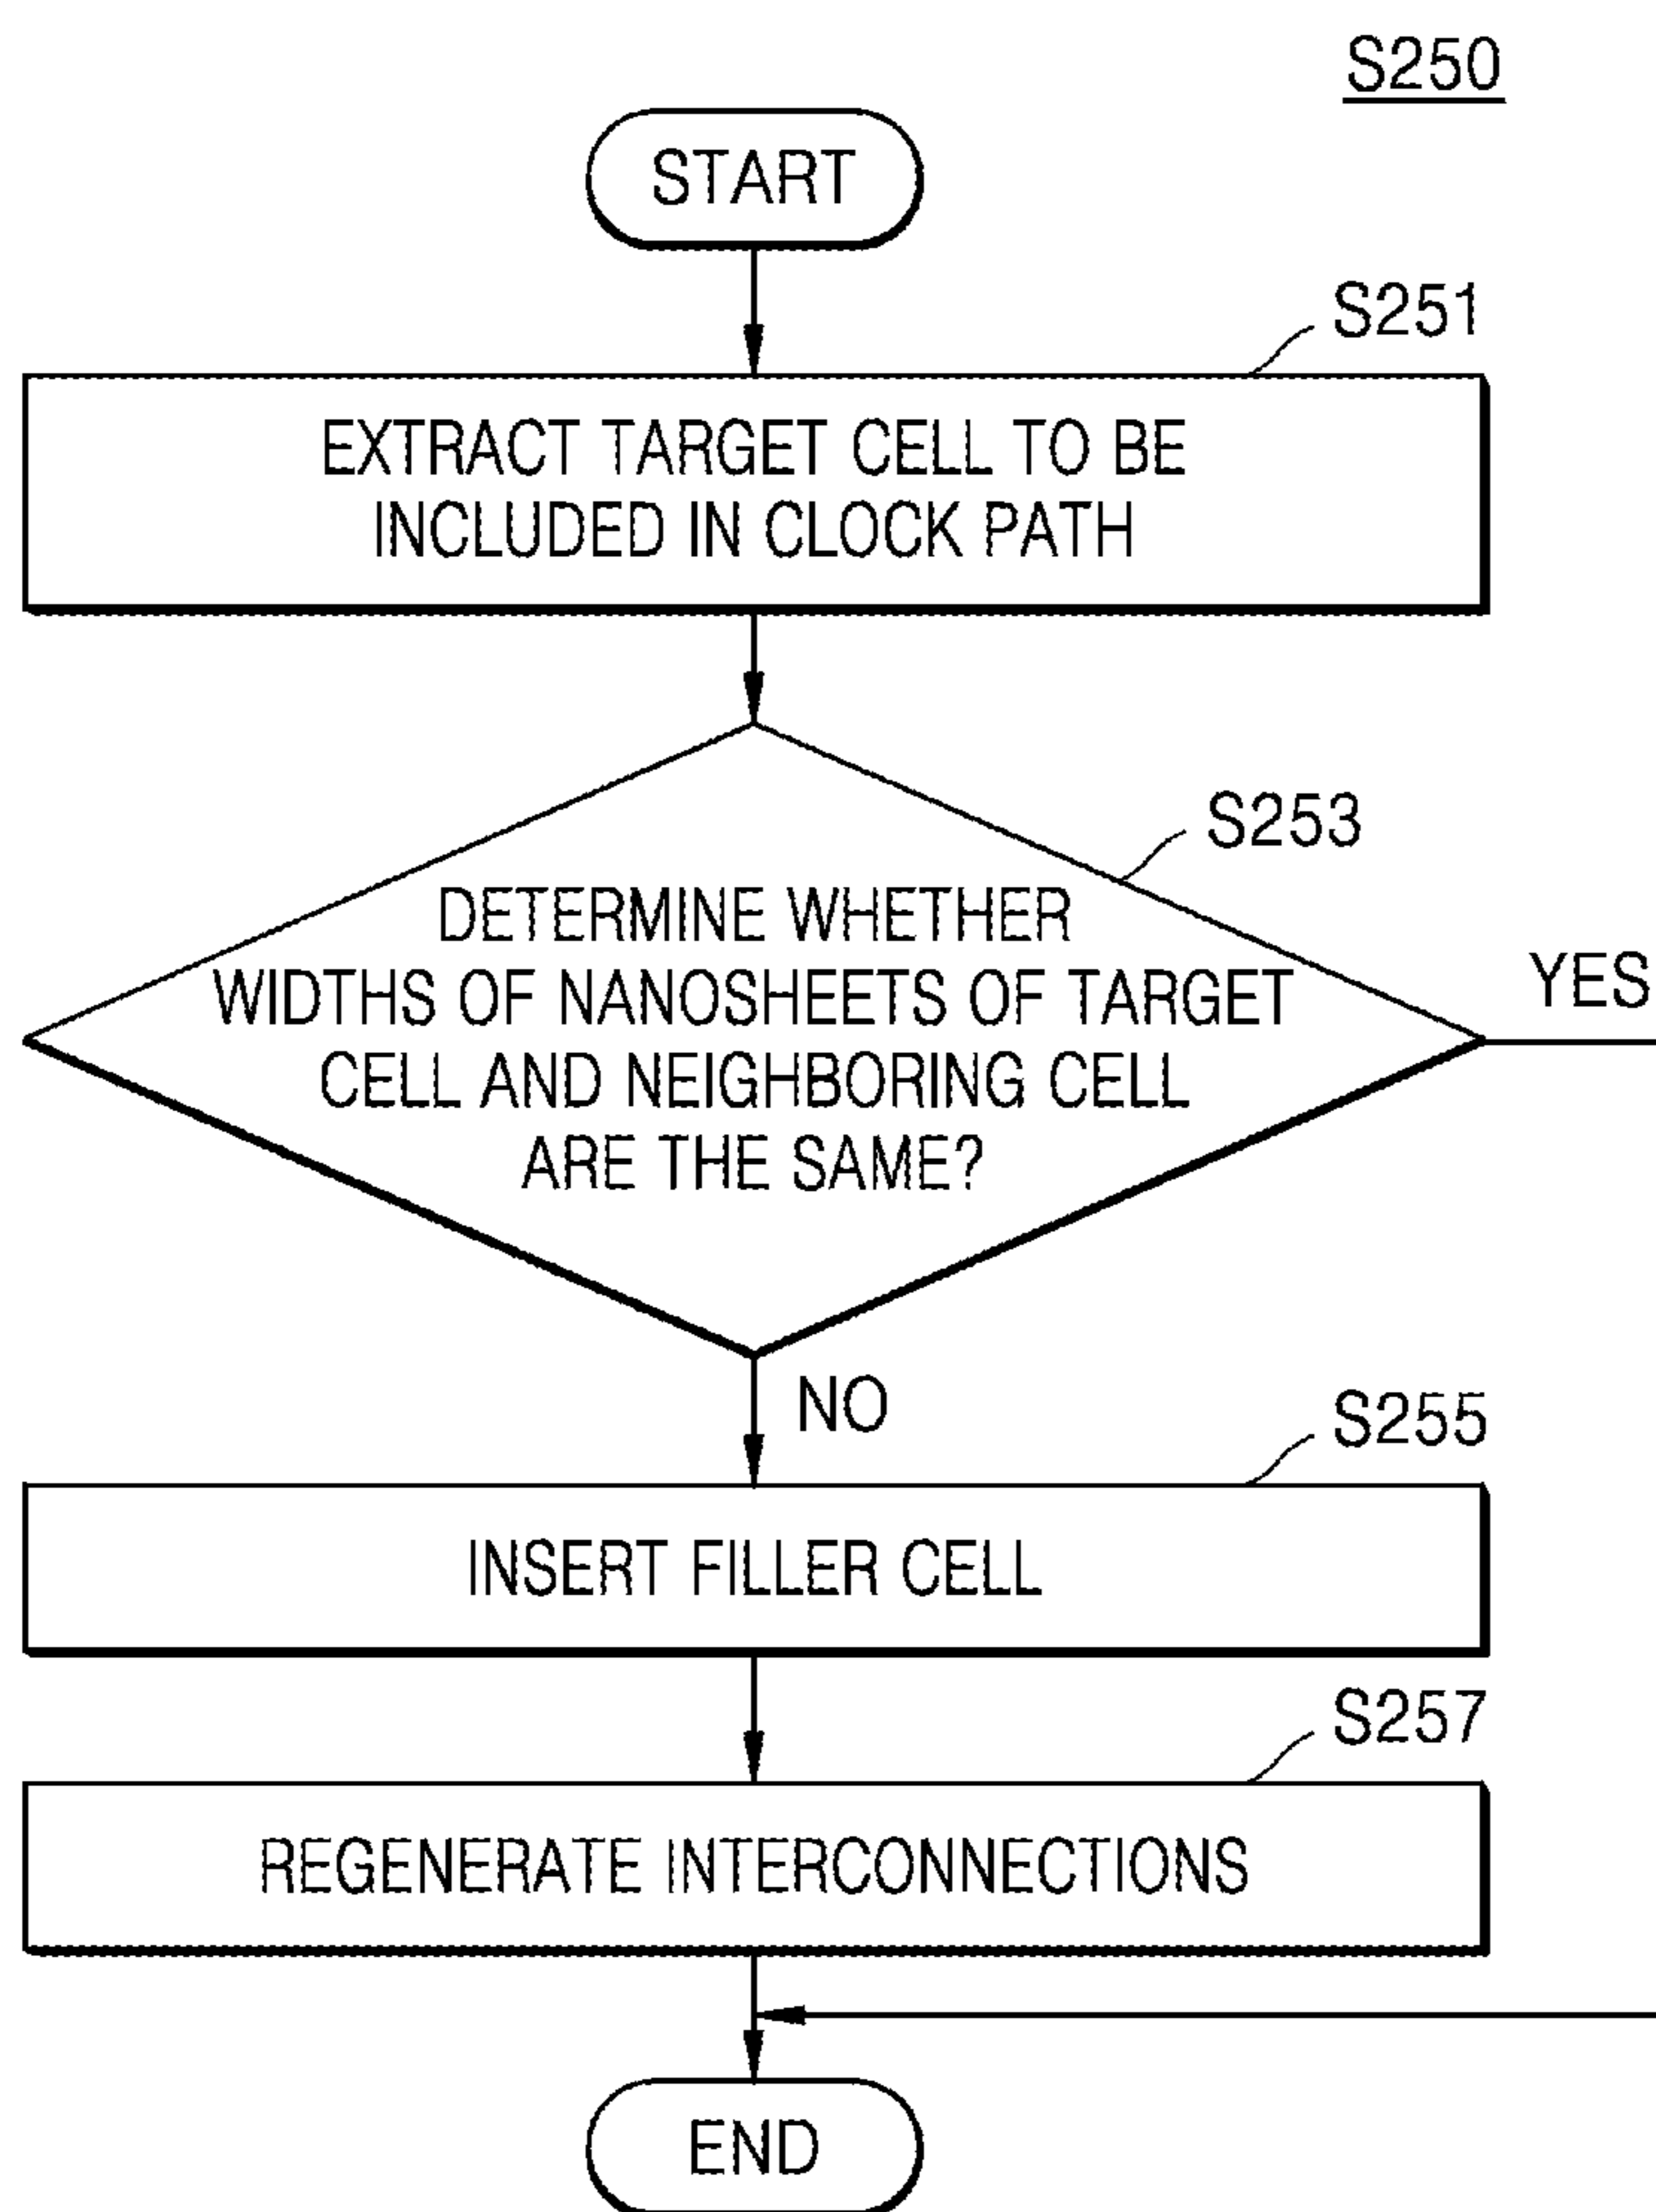 S250
START
S251
EXTRACT TARGET CELL TO BE
INCLUDED IN CLOCK PATH
S253
DETERMINE WHETHER
WIDTHS OF NANOSHEETS OF TARGET
CELL AND NEIGHBORING CELL
ARE THE SAME?
YES
NO
S255
INSERT FILLER CELL
S257
REGENERATE INTERCONNECTIONS
END